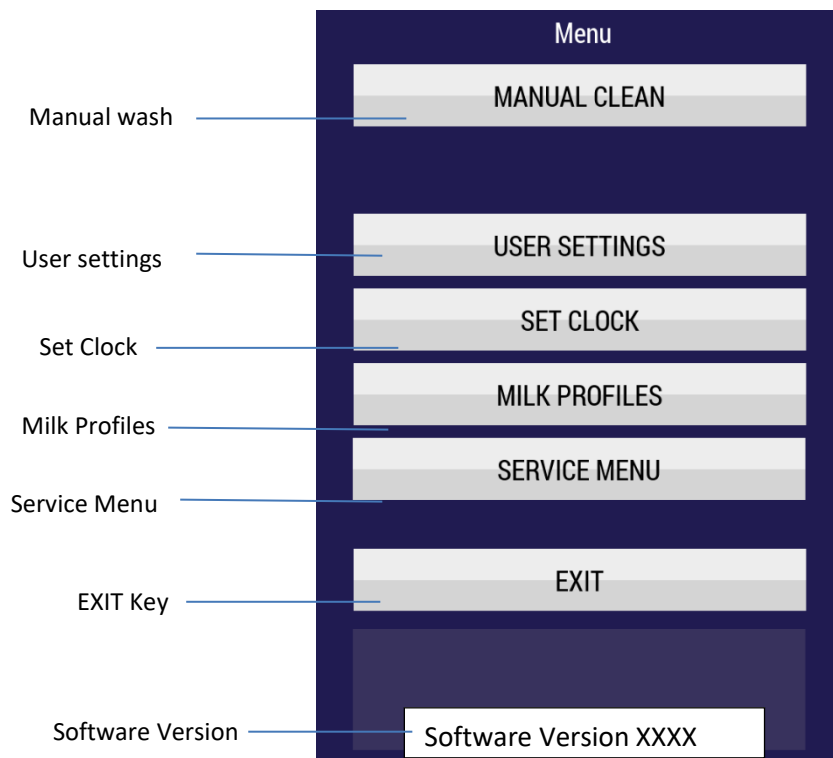 Menu
Manual wash
MANUAL CLEAN
User settings
USER SETTINGS
Set Clock
SET CLOCK
Milk Profiles
MILK PROFILES
Service Menu
SERVICE MENU
EXIT Key
EXIT
Software Version
Software Version XXXX